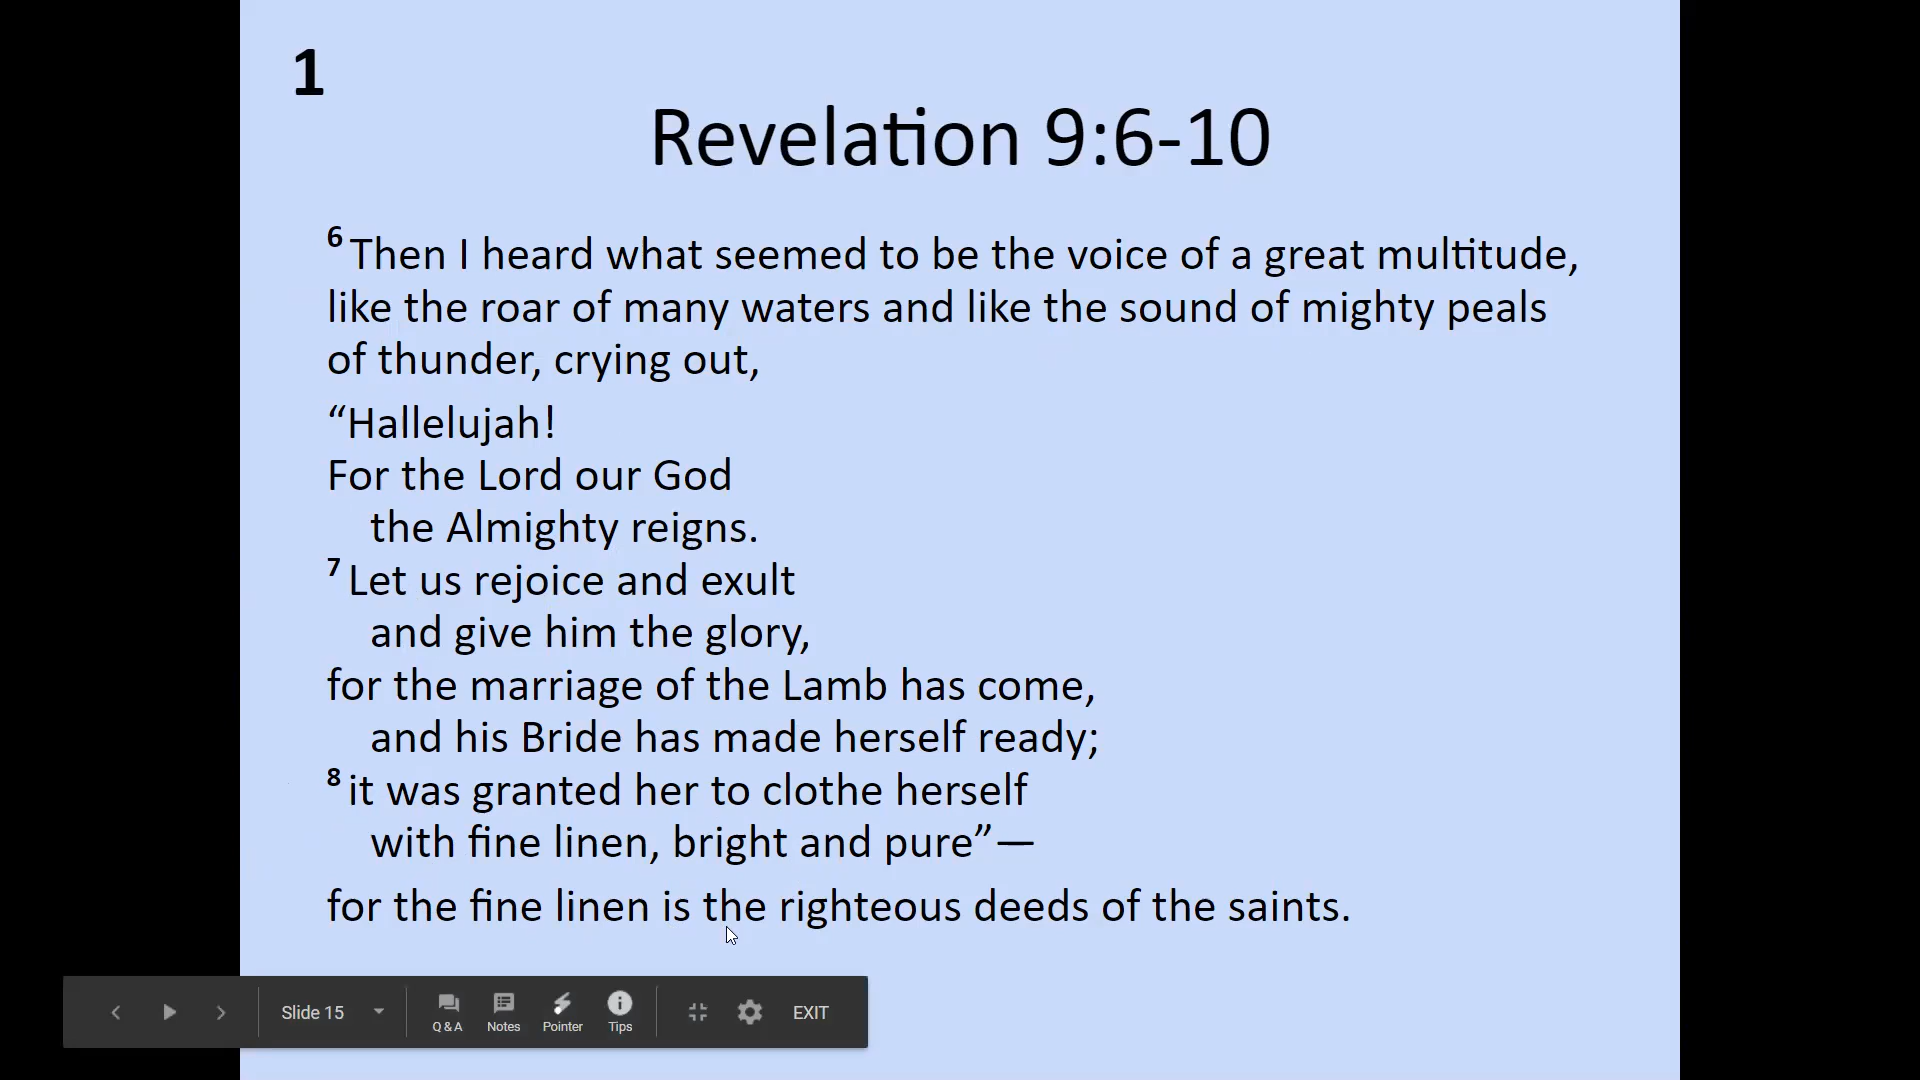 1
Revelation 9:6-10
6 Then I heard what seemed to be the voice of a great multitude,
like the roar of many waters and like the sound of mighty peals
of thunder, crying out,
“Hallelujah!
For the Lord our God
the Almighty reigns.
7 Let us rejoice and exult
and give him the glory,
for the marriage of the Lamb has come,
and his Bride has made herself ready;
8 it was granted her to clothe herself
with fine linen, bright and pure”—
for the fine linen is the righteous deeds of the saints.
Slide 15
Q & A
Notes
Pointer
Tips
EXIT